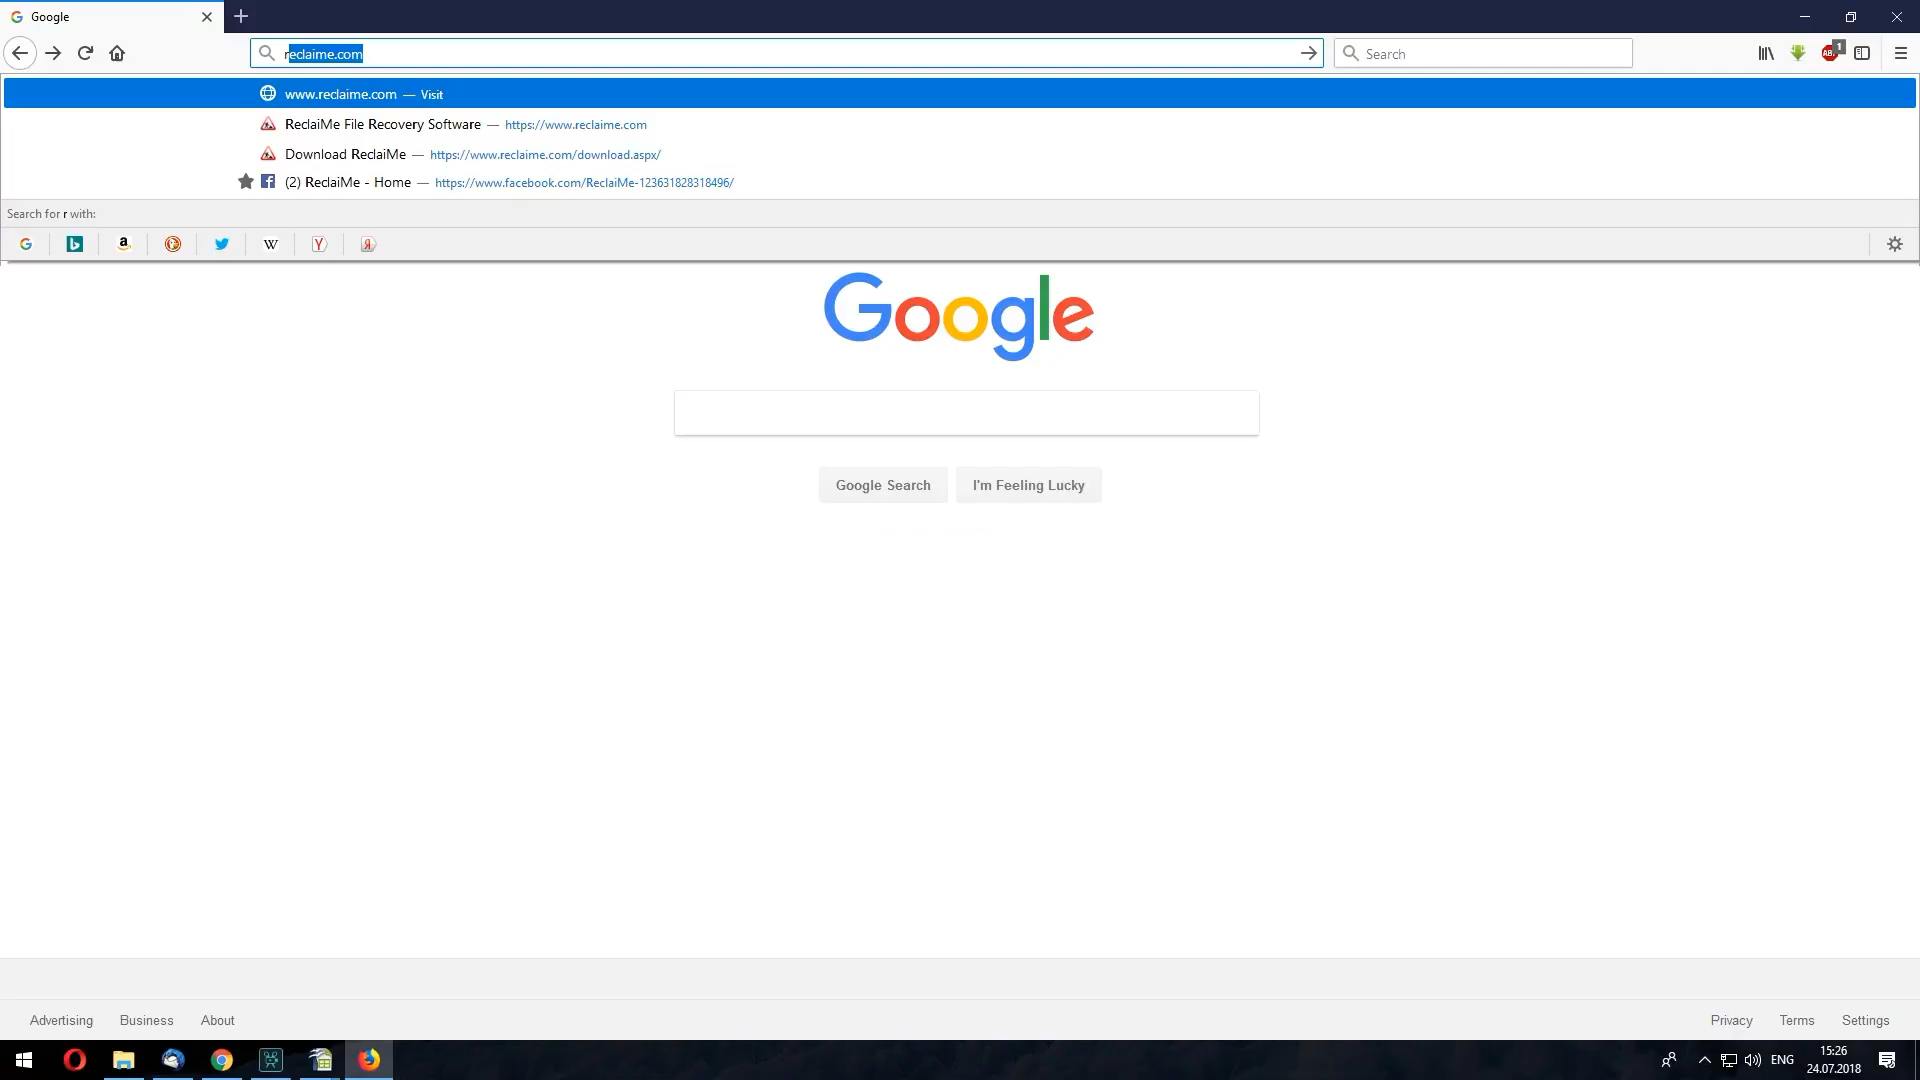 Google
reclaime.com
Search
1
www.reclaime.com — Visit
ReclaiMe File Recovery Software — https://www.reclaime.com
Download ReclaiMe — https://www.reclaime.com/download.aspx/
(2) ReclaiMe - Home — https://www.facebook.com/ReclaiMe-123631828318496/
Search for r with:
Google
Google Search I'm Feeling Lucky
Advertising Business About
Privacy Terms Settings
ENG
15:26
24.07.2018